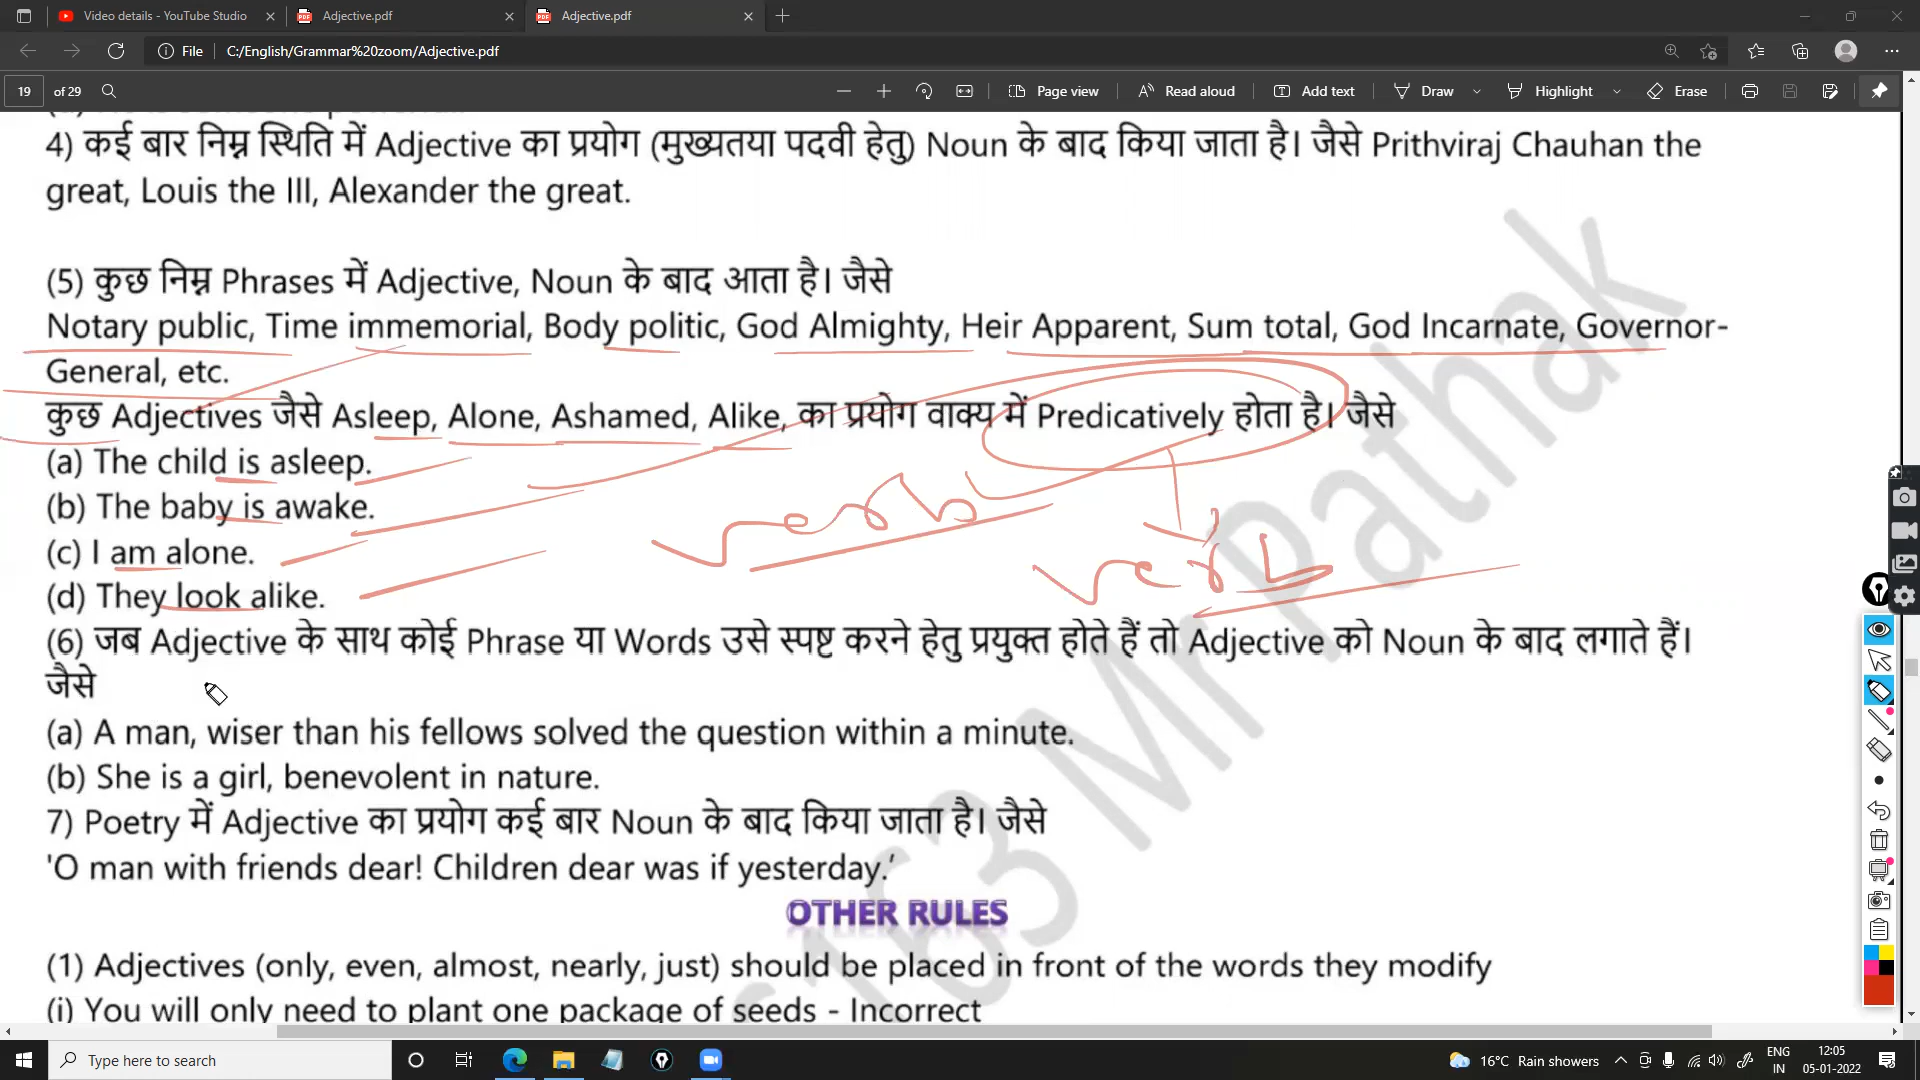 Video details - YouTube Studio
Adjective.pdf
Adjective.pdf
File
C:/English/Grammar%20zoom/Adjective.pdf
19 of 29
Page view
Read aloud
Add text
Draw
Highlight
Erase
4) कई बार निम्न स्थिति में Adjective का प्रयोग (मुख्यतया पदवी हेतु) Noun के बाद किया जाता है। जैसे Prithviraj Chauhan the
great, Louis the III, Alexander the great.
(5) कुछ निम्न Phrases में Adjective, Noun के बाद आता है। जैसे
Notary public, Time immemorial, Body politic, God Almighty, Heir Apparent, Sum total, God Incarnate, Governor-
General, etc.
कुछ Adjectives जैसे Asleep, Alone, Ashamed, Alike, का प्रयोग वाक्य में Predicatively होता है। जैसे
(a) The child is asleep.
(b) The baby is awake.
verb
(c) I am alone.
verb
(d) They look alike.
(6) जब Adjective के साथ कोई Phrase या Words उसे स्पष्ट करने हेतु प्रयुक्त होते हैं तो Adjective को Noun के बाद लगाते हैं।
जैसे
(a) A man, wiser than his fellows solved the question within a minute.
(b) She is a girl, benevolent in nature.
7) Poetry में Adjective का प्रयोग कई बार Noun के बाद किया जाता है। जैसे
'O man with friends dear! Children dear was if yesterday.'
OTHER RULES
(1) Adjectives (only, even, almost, nearly, just) should be placed in front of the words they modify
(i) You will only need to plant one package of seeds - Incorrect
163 Mr Pathak
Type here to search
16°C Rain showers
ENG
IN
12:05
05-01-2022